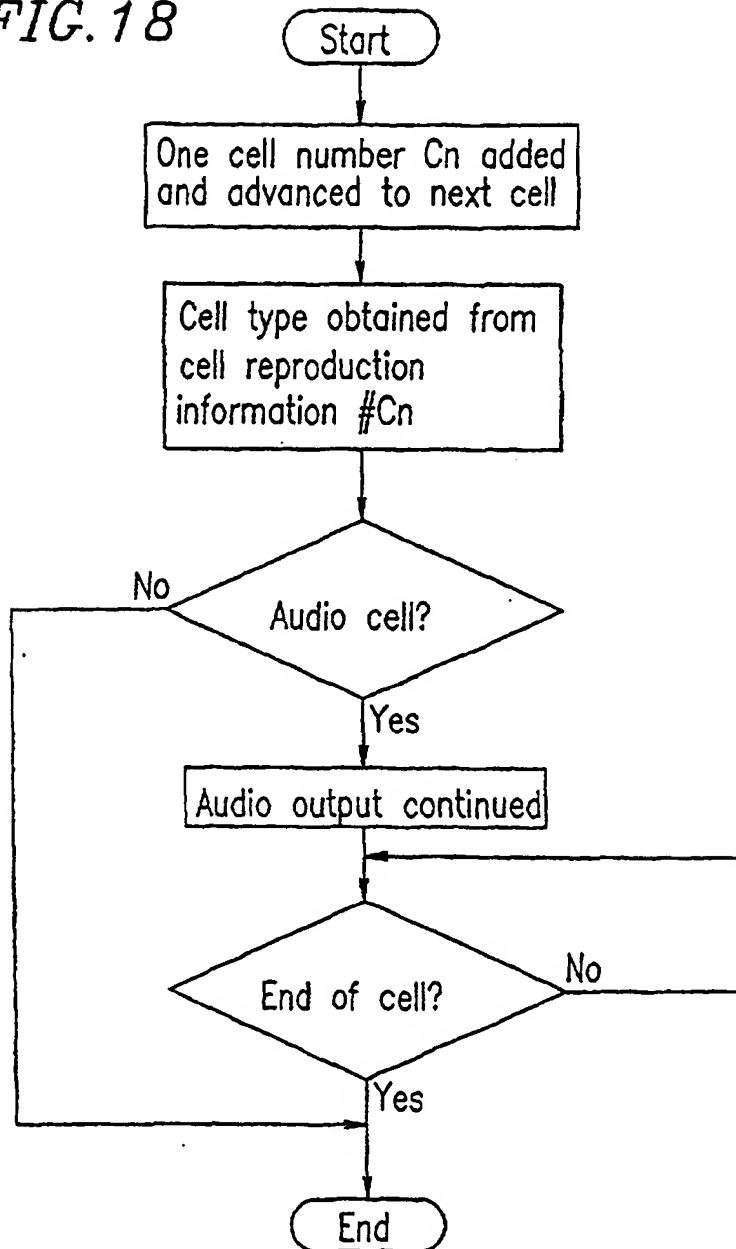 FIG.18
Start
One cell number Cn added
and advanced to next cell
Cell type obtained from
cell reproduction
information #Cn
No
Audio cell?
Yes
Audio output continued
End of cell?
No
Yes
End